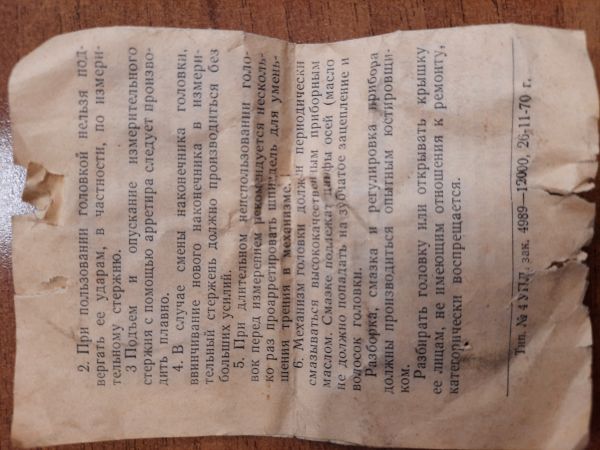 2. При пользовании головкой нельзя под-
вергать ее ударам, в частности, по измери-
тельному стержню.
3 Подъем и опускание измерительного
стержня с помощью арретира следует произво-
дить плавно.
4. В случае смены наконечника головки,
ввинчивание нового наконечника в измери-
тельный стержень должно производиться без
больших усилий.
5. При длительном неиспользовании голо-
вок перед измерением рекомендуется несколь-
ко раз проарретировать шпиндель для умень-
шения трения в механизме.
6. Механизм головки должен периодически
смазываться высококачественным приборным
маслом. Смазке подлежат цапфы осей (масло
не должно попадать на зубчатое зацепление и
волосок головки.
Разборка, смазка и регулировка прибора
должны производиться опытным юстировщи-
ком.
Разбирать головку или открывать крышку
ее лицам, не имеющим отношения к ремонту,
категорически воспрещается.
Тип. № 4 УПЛ, зак. 4989—12000, 26-11-70 г.